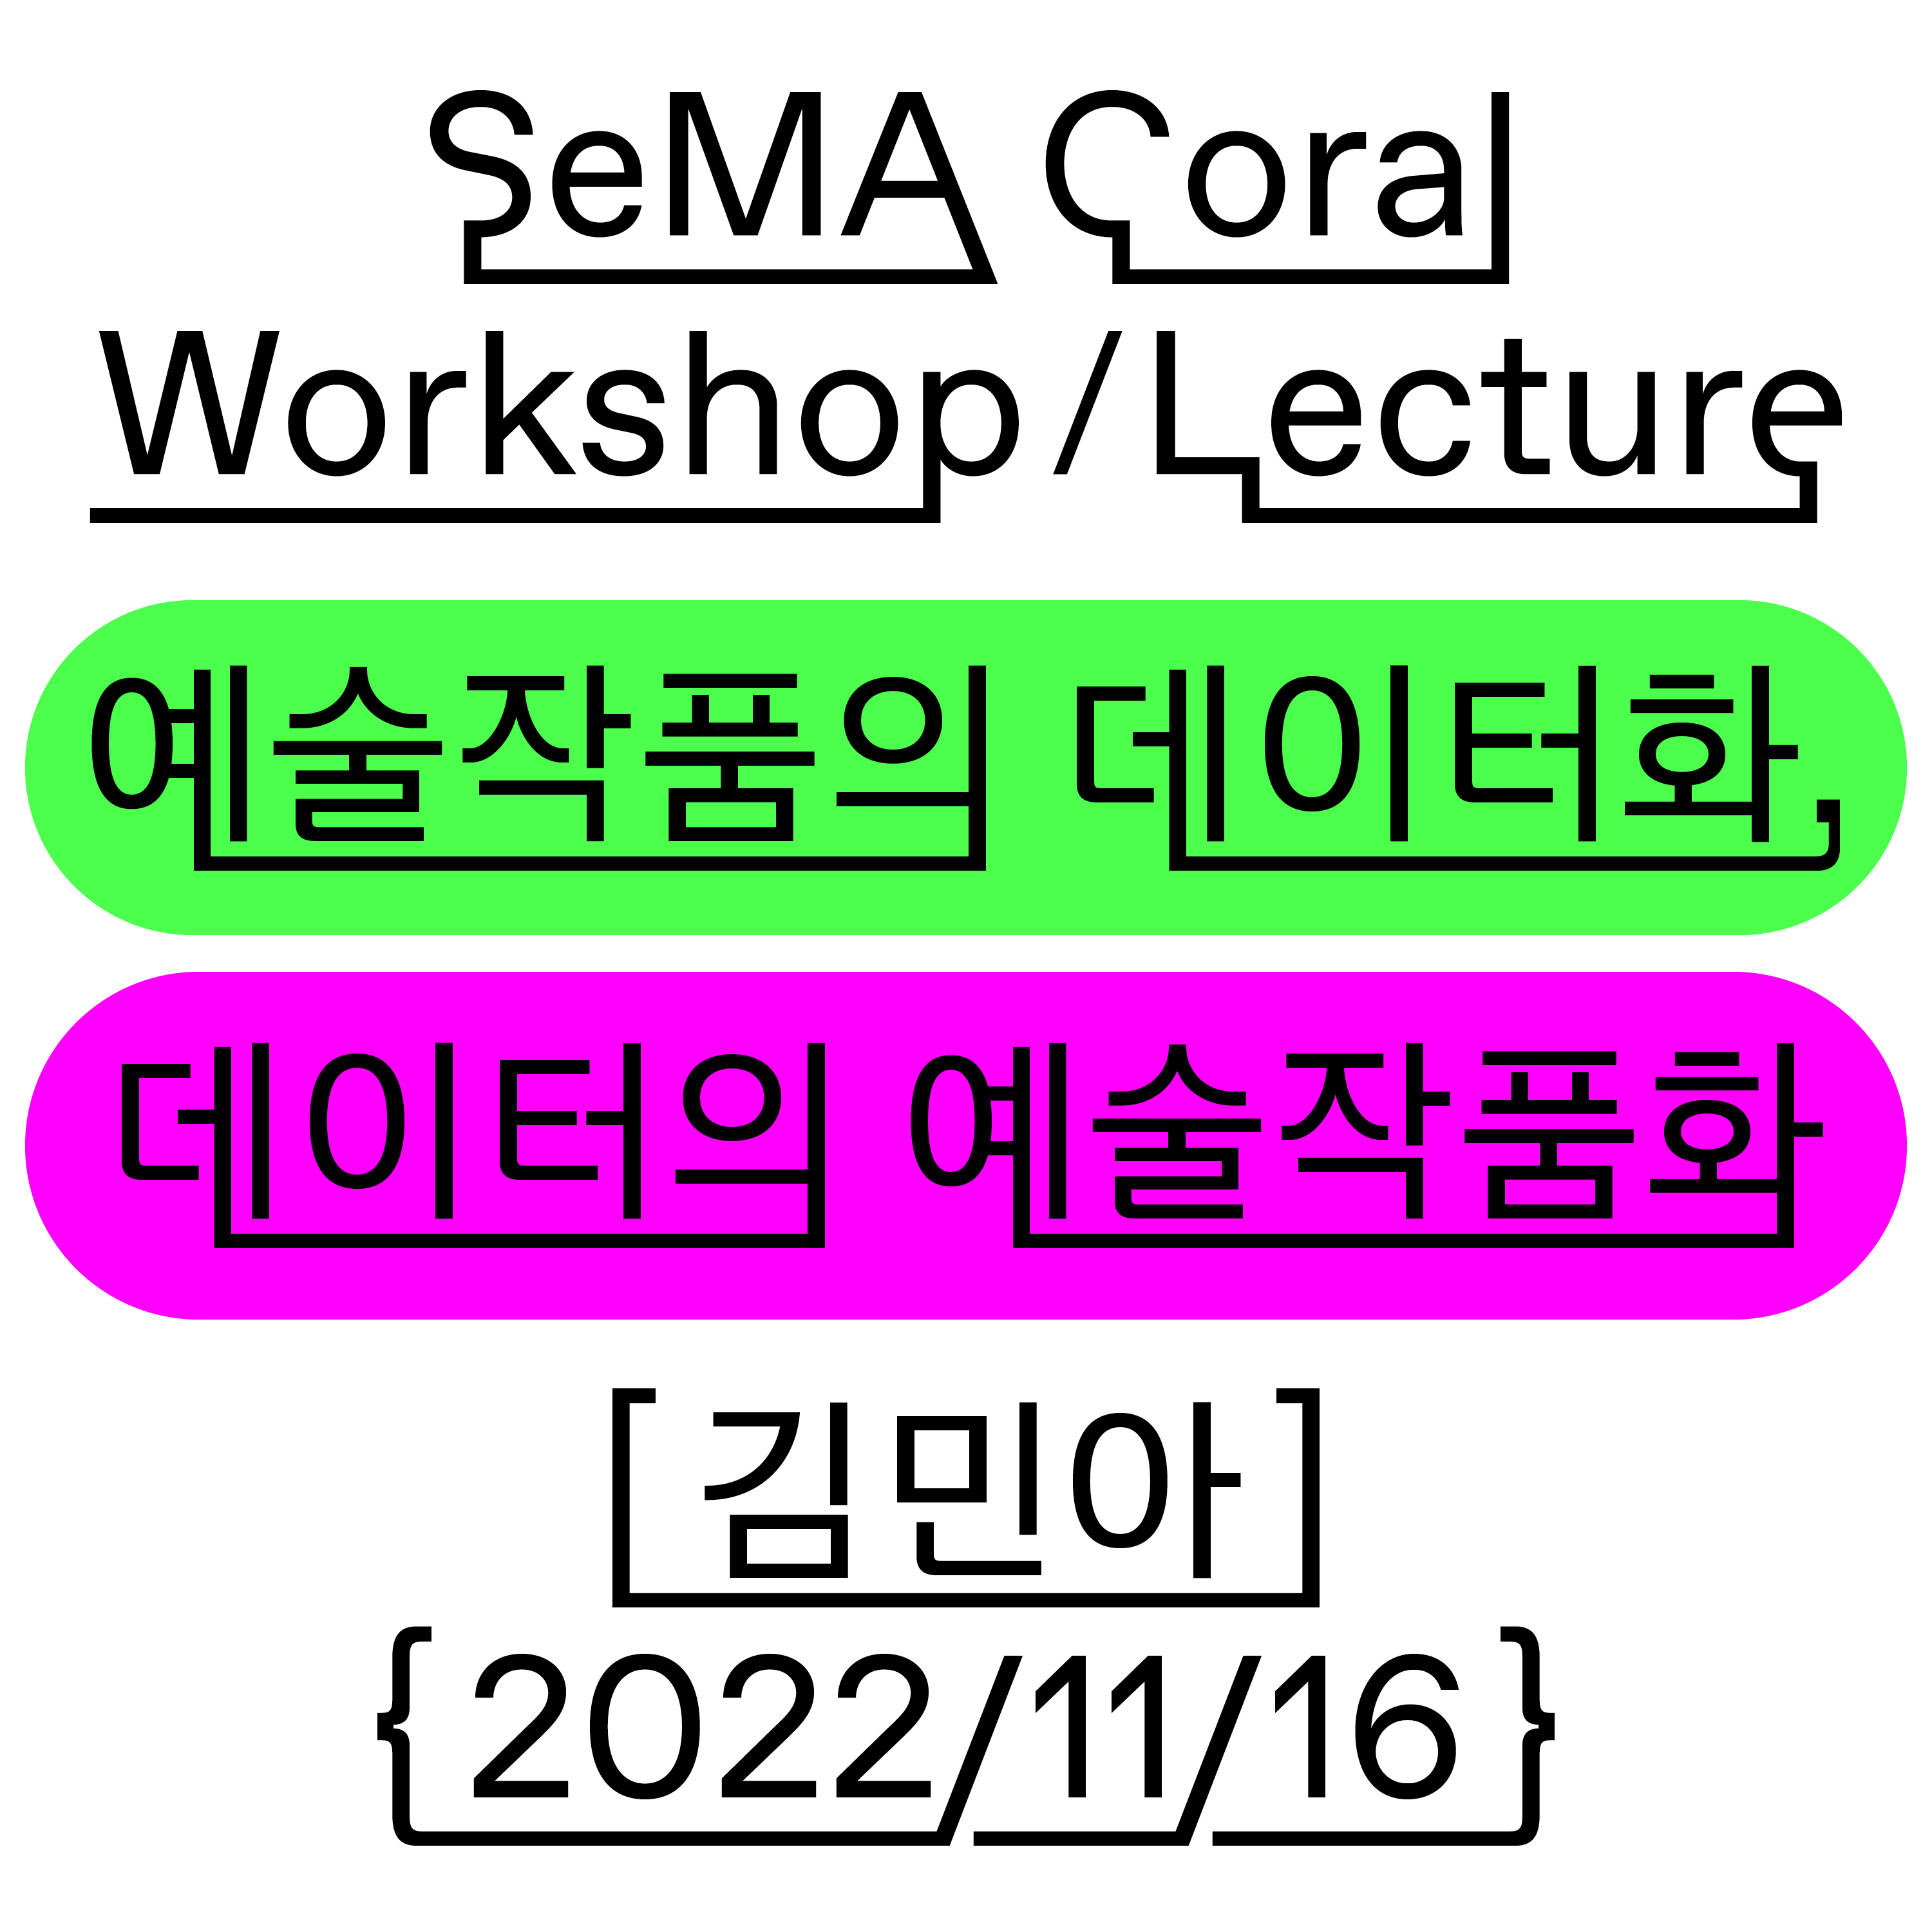 SeMA Coral
Workshop/Lecture
예술작품의 데이터화,
데이터의 예술작품화
[김민아]
{2022/11/16}